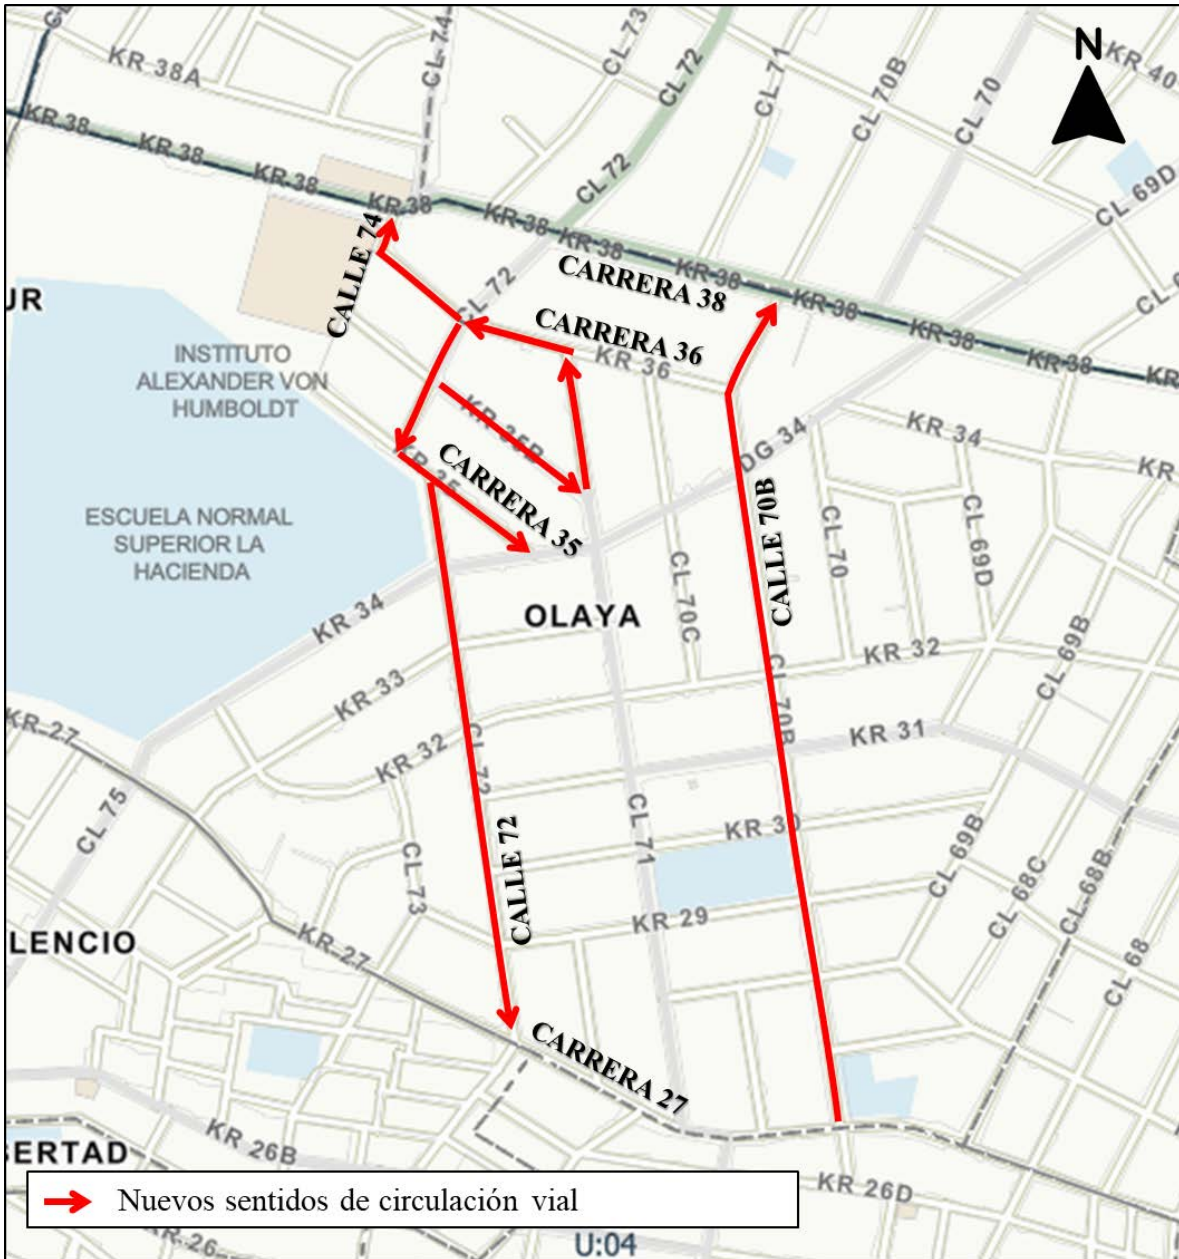 CL 74
CL 73
CL 72
CL 71
CL 70B
CL 70
N
KR 40
KR 38A
CL 69D
KR 38
KR 38
KR 38
KR 38
CL 72
KR 38
KR 38
KR 38
KR 38
KR 38
KR 38
CARRERA 38
CALLE 74
CL 72
CARRERA 36
KR 36
UR
INSTITUTO
ALEXANDER VON
HUMBOLDT
KR 35B
KR 35
CARRERA 35
KR 34
DG 34
ESCUELA NORMAL
SUPERIOR LA
HACIENDA
CALLE 70B
CL 70
CL 69D
CL 70C
OLAYA
KR 34
KR 33
KR 32
CL 69B
KR 27
KR 32
CL 72
CL 70B
KR 31
CL 75
CL 71
KR 30
CL 73
CALLE 72
CL 69B
CL 68C
CL 68B
KR 29
LENCIO
KR 27
CL 68
CARRERA 27
KR 26B
SERTAD
KR 26D
Nuevos sentidos de circulación vial
KR 26
U:04